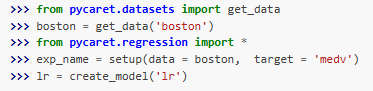 >>> from pycaret.datasets import get_data
>>> boston = get_data('boston')
>>> from pycaret.regression import *
>>> exp_name = setup(data = boston,  target = 'medv')
>>> lr = create_model('lr')